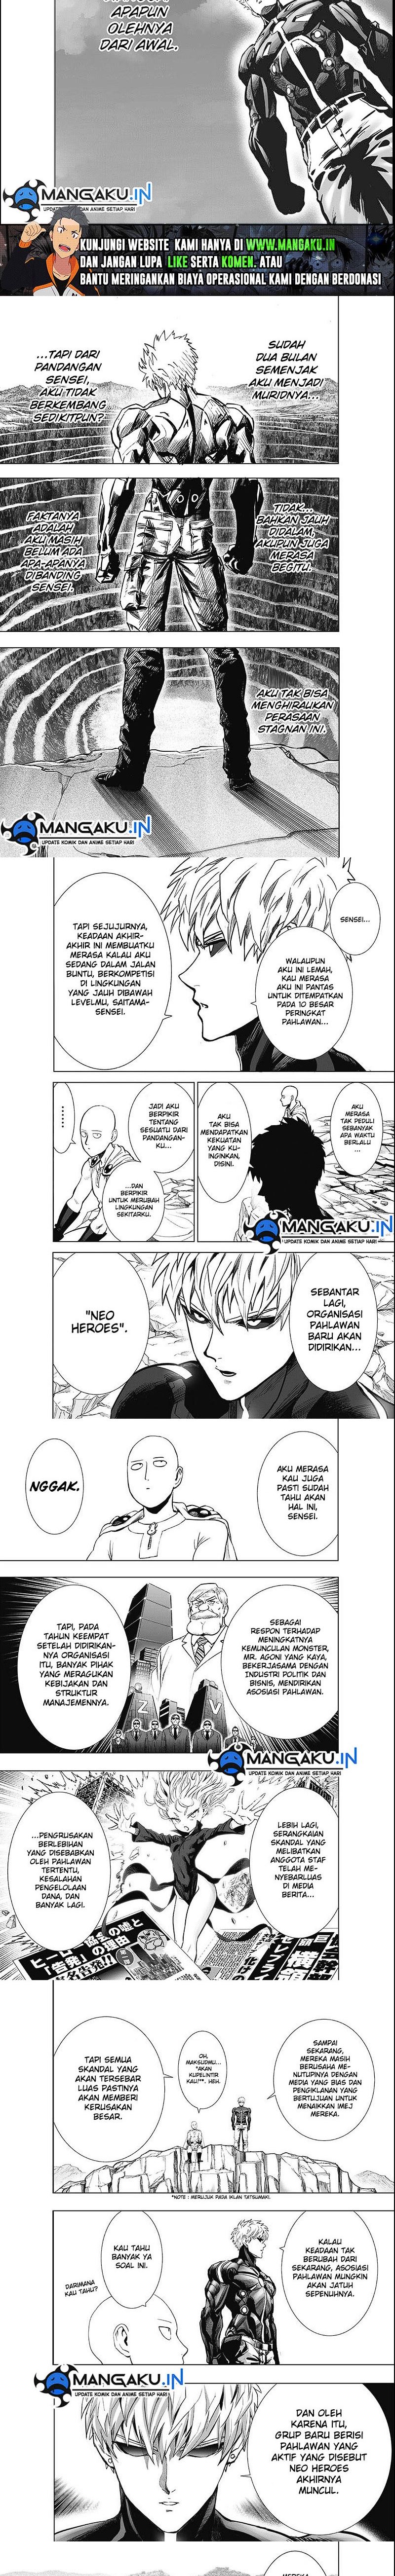 APAPUN
OLEHNYA
DARI AWAL.
MANGAKU.IN
UPDATE KOMIK DAN ANIME SETIAP HARI
KUNJUNGI WEBSITE KAMI HANYA DI WWW.MANGAKU.IN
DAN JANGAN LUPA LIKE SERTA KOMEN. ATAU
BANTU MERINGANKAN BIAYA OPERASIONAL KAMI DENGAN BERDONASI
SUDAH
DUA BULAN
SEMENJAK
AKU MENJADI
MURIDNYA...
...TAPI DARI
PANDANGAN
SENSEI,
AKU TIDAK
BERKEMBANG
SEDIKITPUN?
TIDAK...
BAHKAN JAUH
DIDALAM,
AKUPUN JUGA
MERASA
BEGITU.
FAKTANYA
ADALAH
AKU MASIH
BELUM ADA
APA-APANYA
DIBANDING
SENSEI.
AKU TAK BISA
MENGHIRAUKAN
PERASAAN
STAGNAN INI.
MANGAKU.IN
UPDATE KOMIK DAN ANIME SETIAP HARI
SENSEI...
WALAUPUN
AKU INI LEMAH,
KAU MERASA
AKU INI PANTAS
UNTUK DITEMPATKAN
PADA 10 BESAR
PERINGKAT
PAHLAWAN...
TAPI SEJUJURNYA,
KEADAAN AKHIR-
AKHIR INI MEMBUATKU
MERASA KALAU AKU
SEDANG DALAM JALAN
BUNTU, BERKOMPETISI
DI LINGKUNGAN
YANG JAUH DIBAWAH
LEVELMU, SAITAMA-
SENSEI.
AKU
MERASA
TAK PEDULI
SEBANYAK
APA WAKTU
BERLALU
...
AKU
TAK BISA
MENDAPATKAN
KEKUATAN
YANG KU-
INGINKAN,
DISINI.
JADI AKU
BERPIKIR
TENTANG
SESUATU DARI
PANDANGAN-
KU...
...DAN
BERPIKIR
UNTUK MERUBAH
LINGKUNGAN
SEKITARKU.
......
MANGAKU.IN
UPDATE KOMIK DAN ANIME SETIAP HARI
SEBANTAR
LAGI,
ORGANISASI
PAHLAWAN
BARU AKAN
DIDIRIKAN...
"NEO
HEROES".
AKU MERASA
KAU JUGA
PASTI SUDAH
TAHU AKAN
HAL INI,
SENSEI.
NGGAK.
SEBAGAI
RESPON TERHADAP
MENINGKATNYA
KEMUNCULAN MONSTER,
MR. AGONI YANG KAYA,
BEKERJASAMA DENGAN
INDUSTRI POLITIK DAN
BISNIS, MENDIRIKAN
ASOSIASI PAHLAWAN.
TAPI, PADA
TAHUN KEEMPAT
SETELAH DIDIRIKAN-
NYA ORGANISASI
ITU, BANYAK PIHAK
YANG MERAGUKAN
KEBIJAKAN DAN
STRUKTUR
MANAJEMENNYA.
Z V
MANGAKU.IN
UPDATE KOMIK DAN ANIME SETIAP HARI
LEBIH LAGI,
SERANGKAIAN
SKANDAL YANG
MELIBATKAN
ANGGOTA STAF
TELAH ME-
NYEBARLUAS
DI MEDIA
BERITA...
...PENGRUSAKAN
BERLEBIHAN
YANG DISEBABKAN
OLEH PAHLAWAN
TERTENTU,
KESALAHAN
PENGELOLAAN
DANA, DAN
BANYAK LAGI.
SAMPAI
SEKARANG,
MEREKA MASIH
BERUSAHA ME-
NUTUPINYA DENGAN
MEDIA YANG BIAS DAN
PENGIKLANAN YANG
BERTUJUAN UNTUK
MENAIKKAN IMEJ
MEREKA.
OH,
MAKSUDMU...
"AKAN
KUPELINTIR
KAU!"*. HEH.
TAPI SEMUA
SKANDAL YANG
AKAN TERSEBAR
LUAS PASTINYA
AKAN MEMBERI
KERUSAKAN
BESAR.
*NOTE : MERUJUK PADA IKLAN TATSUMAKI.
KALAU
KEADAAN TAK
BERUBAH DARI
SEKARANG, ASOSIASI
PAHLAWAN MUNGKIN
AKAN JATUH
SEPENUHNYA.
KAU TAHU
BANYAK YA
SOAL INI.
DARIMANA
KAU TAHU?
MANGAKU.IN
UPDATE KOMIK DAN ANIME SETIAP HARI
DAN OLEH
KARENA ITU,
GRUP BARU BERISI
PAHLAWAN YANG
AKTIF YANG DISEBUT
NEO HEROES
AKHIRNYA
MUNCUL.